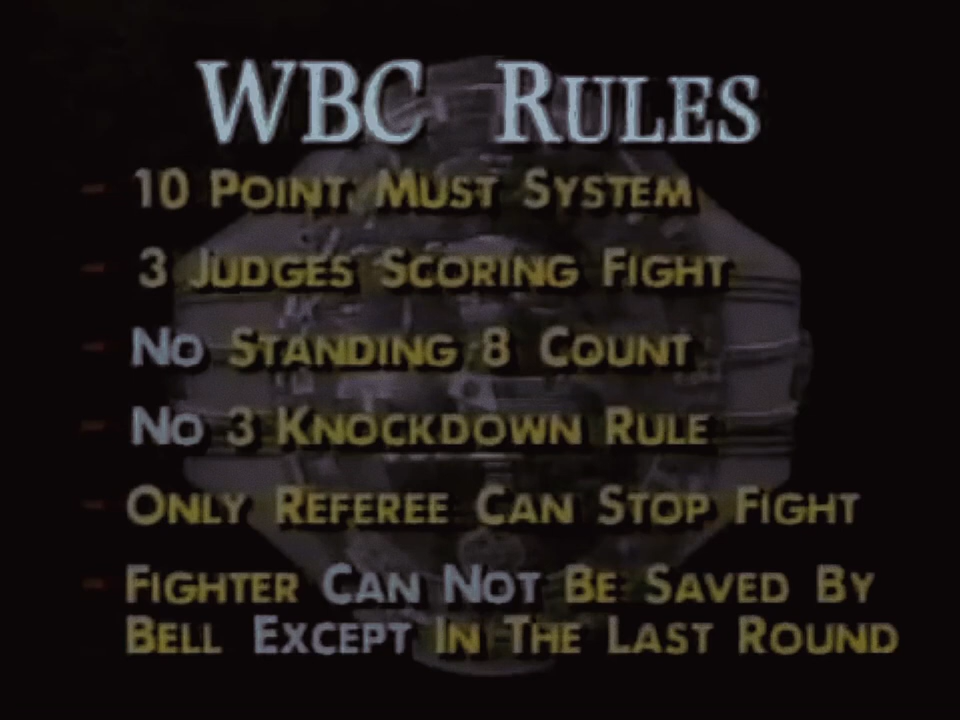 WBC RULES
- 10 POINT MUST SYSTEM
- 3 JUDGES SCORING FIGHT
- NO STANDING 8 COUNT
- NO 3 KNOCKDOWN RULE
- ONLY REFEREE CAN STOP FIGHT
- FIGHTER CAN NOT BE SAVED BY
BELL EXCEPT IN THE LAST ROUND